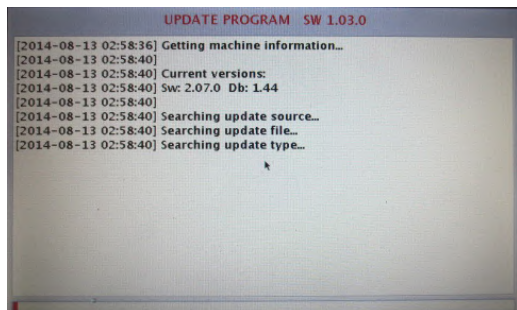 UPDATE PROGRAM SW 1.03.0
[2014-08-13 02:58:36] Getting machine information...
[2014-08-13 02:58:40]
[2014-08-13 02:58:40] Current versions:
[2014-08-13 02:58:40] Sw: 2.07.0 Db: 1.44
[2014-08-13 02:58:40]
[2014-08-13 02:58:40] Searching update source...
[2014-08-13 02:58:40] Searching update file...
[2014-08-13 02:58:40] Searching update type...